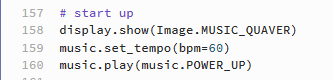 157 # start up
158 display.show(Image.MUSIC_QUAVER)
159 music.set_tempo(bpm=60)
160 music.play(music.POWER_UP)